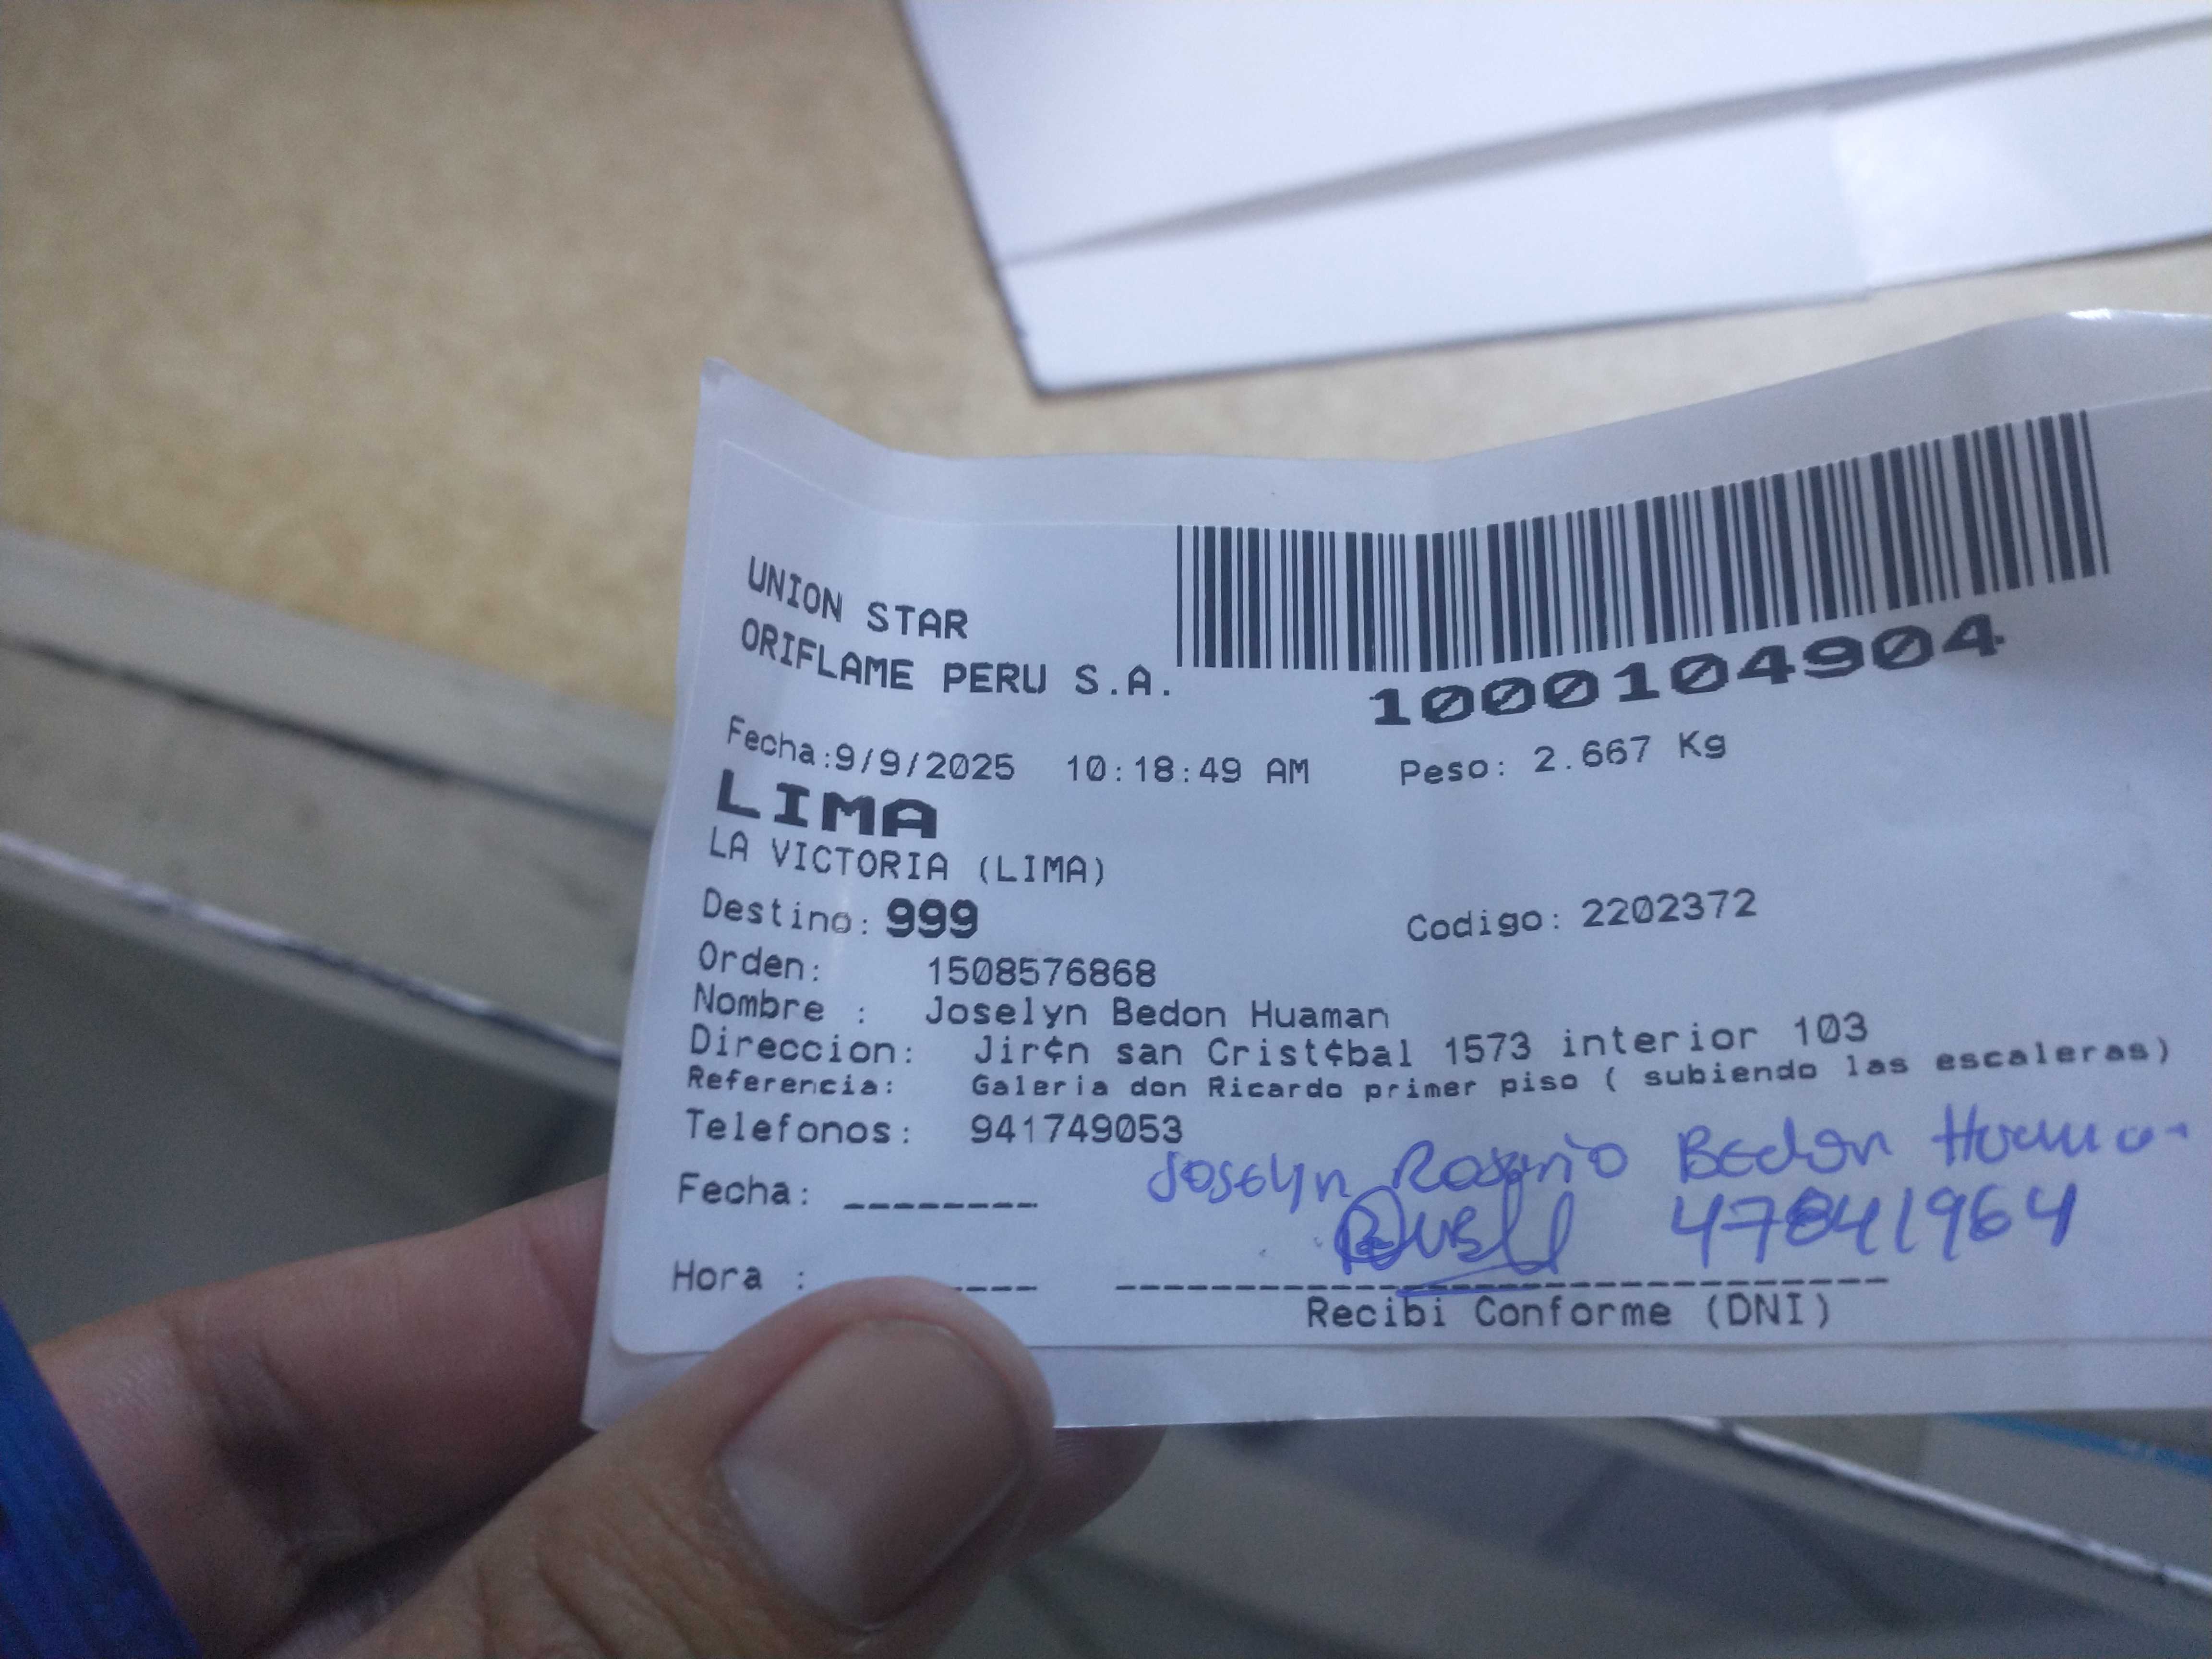 UNION STAR
ORIFLAME PERU S.A.
1000104904
Fecha:9/9/2025 10:18:49 AM Peso: 2.667 Kg
LIMA
LA VICTORIA (LIMA)
Destino: 999 Codigo: 2202372
Orden: 1508576868
Nombre : Joselyn Bedon Huaman
Direccion: Jir¢n san Crist¢bal 1573 interior 103
Referencia: Galeria don Ricardo primer piso ( subiendo las escaleras)
Telefonos: 941749053
Joselyn Rosario Bedon Huaman
Fecha: --------
47841964
Hora : --------
Recibi Conforme (DNI)